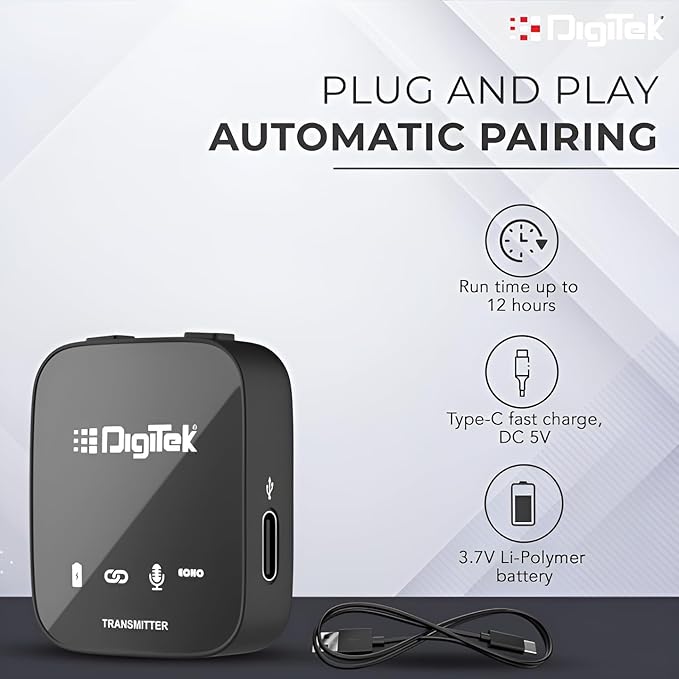 DigiTek
PLUG AND PLAY
AUTOMATIC PAIRING
Run time up to
12 hours
Type-C fast charge,
DC 5V
3.7V Li-Polymer
battery
DigiTek
TRANSMITTER